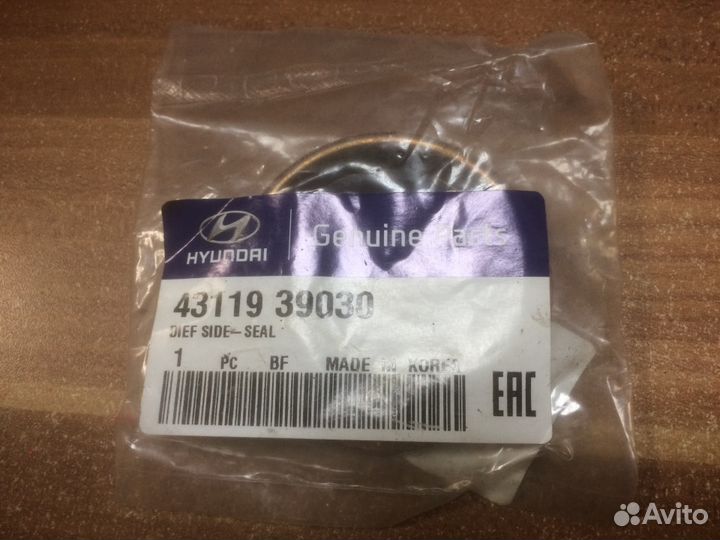 HYUNDAI
Genuine Parts
43119 39030
DIFF SIDE-SEAL
1 PC BF MADE IN KOREA
EAC
Avito